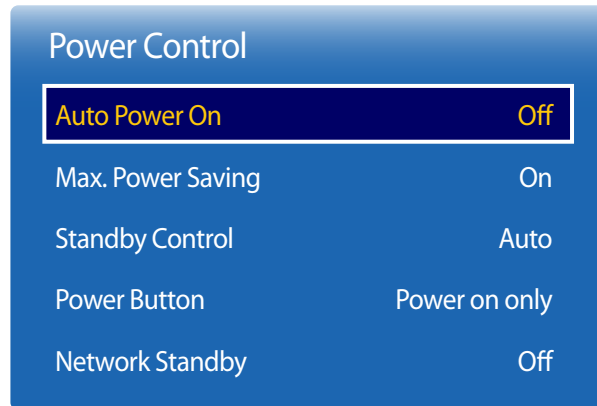 Power Control
Auto Power On Off
Max. Power Saving On
Standby Control Auto
Power Button Power on only
Network Standby Off